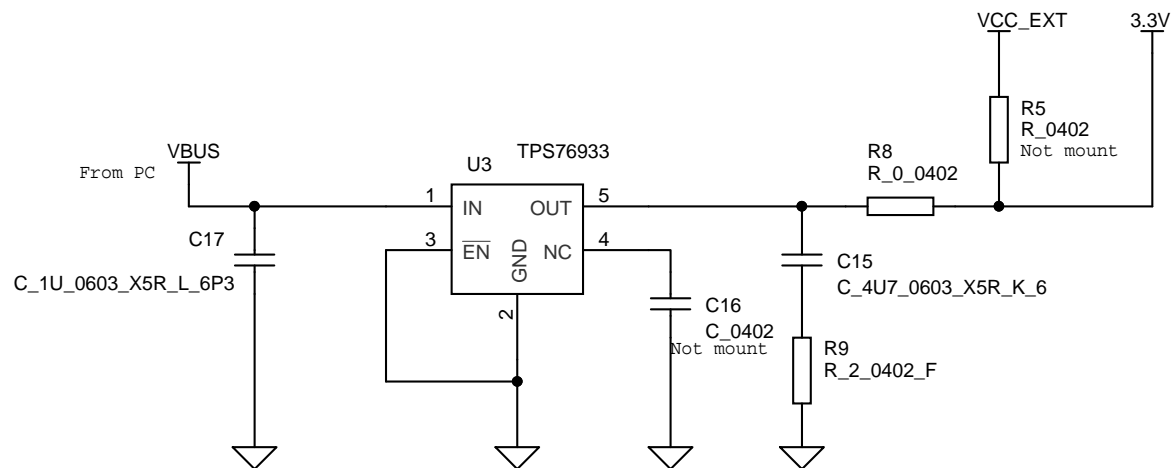 VCC_EXT
3.3V
R5
R_0402
Not mount
VBUS
From PC
U3
TPS76933
R8
R_0_0402
1
IN
OUT
5
C17
3
EN
GND
NC
4
C_1U_0603_X5R_L_6P3
2
C16
C_0402
Not mount
C15
C_4U7_0603_X5R_K_6
R9
R_2_0402_F